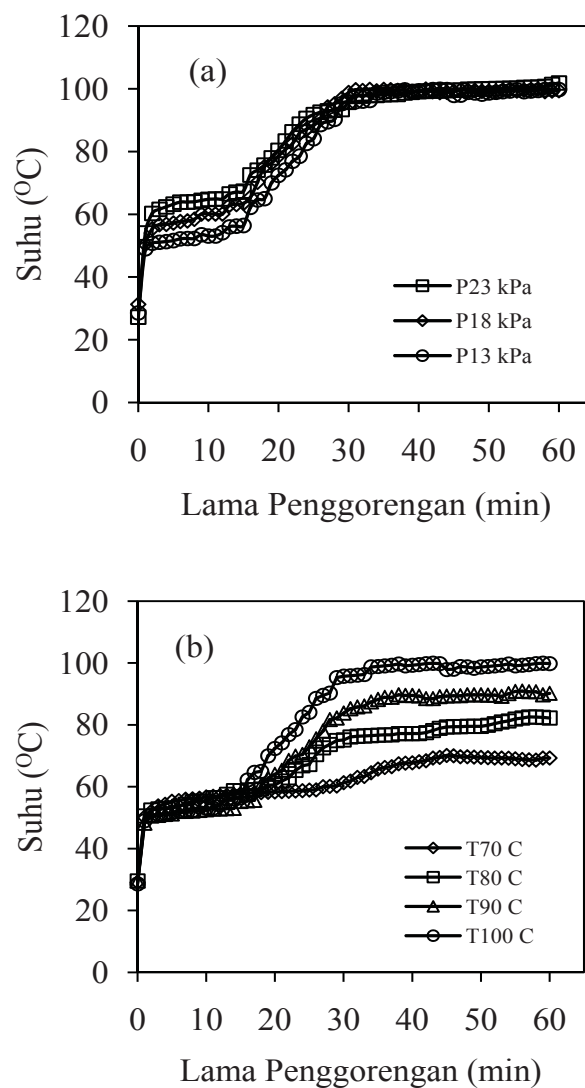 120
(a)
100
80
60
40
20
0
Suhu (⁰C)
P23 kPa
P18 kPa
P13 kPa
0 10 20 30 40 50 60
Lama Penggorengan (min)
120
(b)
100
80
60
40
20
0
Suhu (⁰C)
T70 C
T80 C
T90 C
T100 C
0 10 20 30 40 50 60
Lama Penggorengan (min)